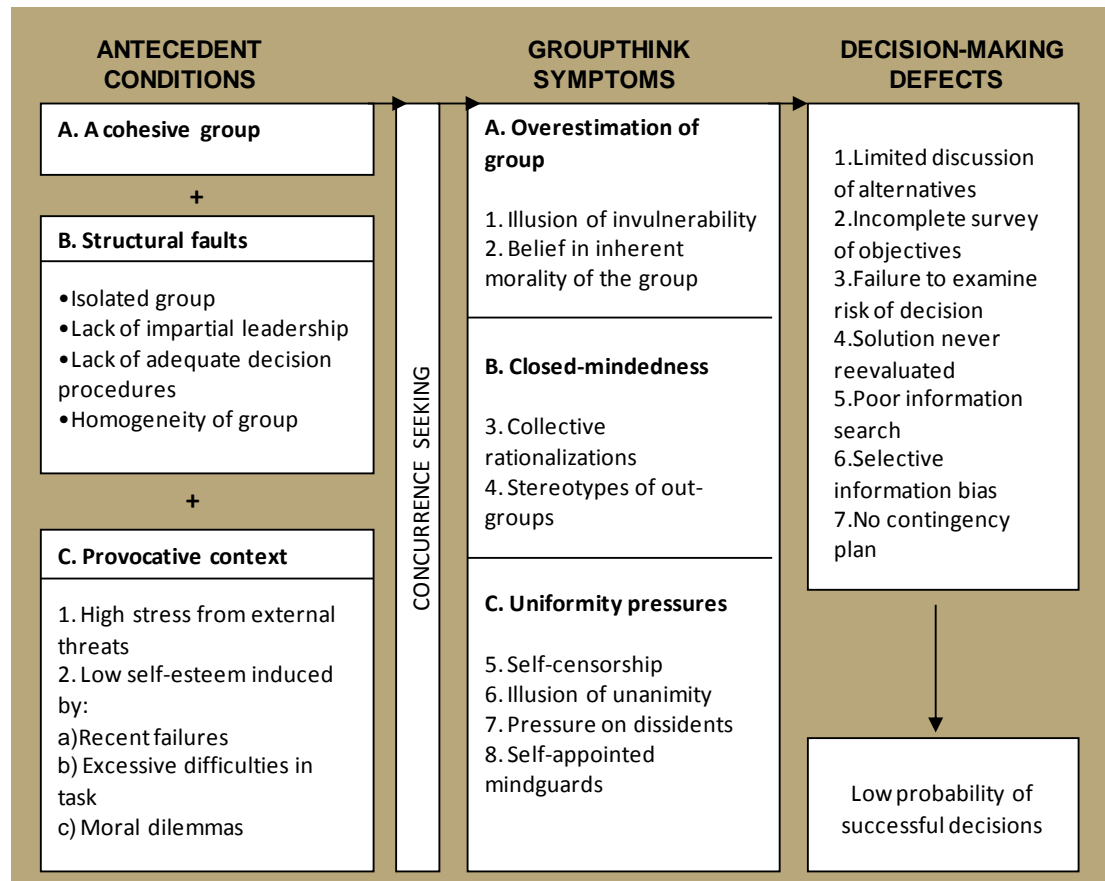 ANTECEDENT
CONDITIONS
A. A cohesive group
+
B. Structural faults
•Isolated group
•Lack of impartial leadership
•Lack of adequate decision
procedures
•Homogeneity of group
+
C. Provocative context
1. High stress from external
threats
2. Low self-esteem induced
by:
a)Recent failures
b) Excessive difficulties in
task
c) Moral dilemmas
CONCURRENCE SEEKING
GROUPTHINK
SYMPTOMS
A. Overestimation of
group
1. Illusion of invulnerability
2. Belief in inherent
morality of the group
B. Closed-mindedness
3. Collective
rationalizations
4. Stereotypes of out-
groups
C. Uniformity pressures
5. Self-censorship
6. Illusion of unanimity
7. Pressure on dissidents
8. Self-appointed
mindguards
DECISION-MAKING
DEFECTS
1.Limited discussion
of alternatives
2.Incomplete survey
of objectives
3.Failure to examine
risk of decision
4.Solution never
reevaluated
5.Poor information
search
6.Selective
information bias
7.No contingency
plan
Low probability of
successful decisions